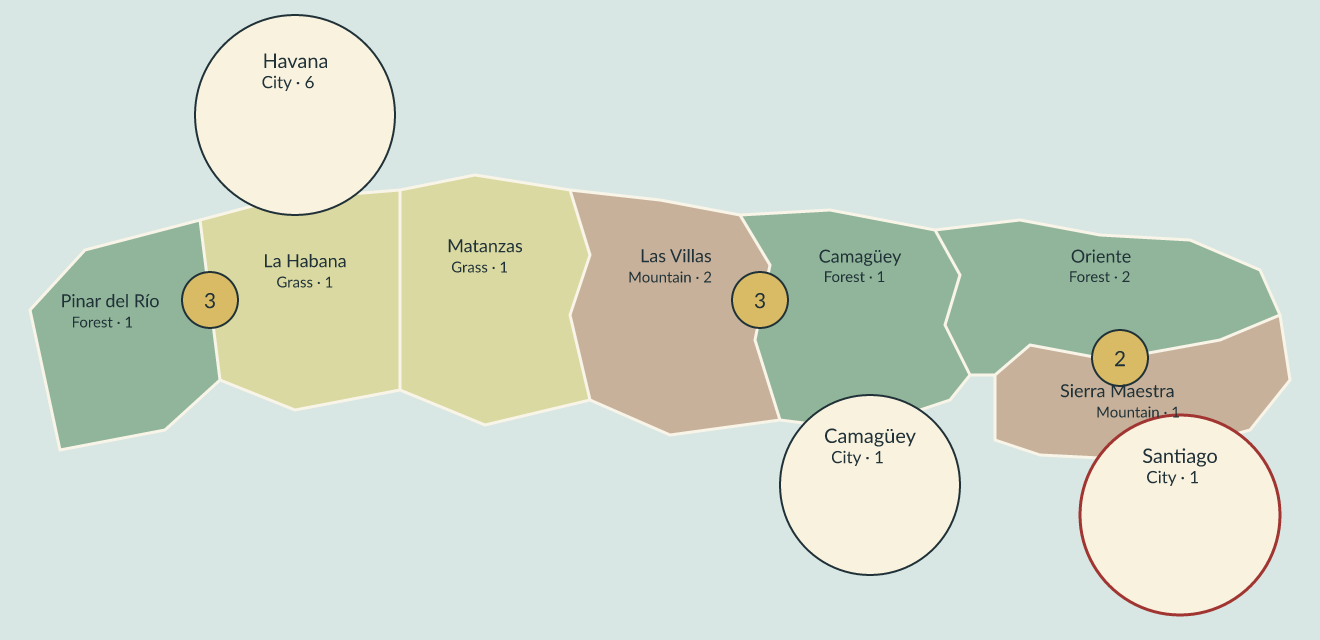 Havana
City · 6
Pinar del Río
Forest · 1
3
La Habana
Grass · 1
Matanzas
Grass · 1
Las Villas
Mountain · 2
3
Camagüey
Forest · 1
Oriente
Forest · 2
2
Sierra Maestra
Mountain · 1
Camagüey
City · 1
Santiago
City · 1